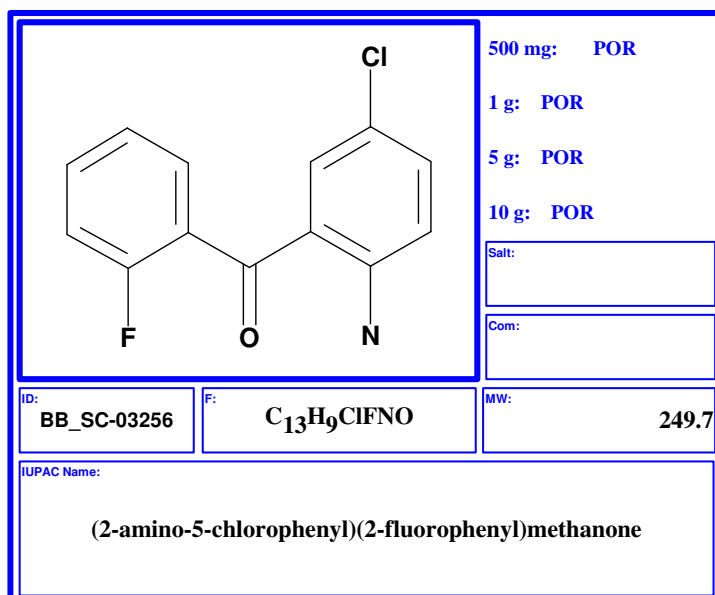 Cl
F
O
N
500 mg: POR
1 g: POR
5 g: POR
10 g: POR
Salt:
Com:
ID:
BB_SC-03256
F:
C13H9ClFNO
MW:
249.7
IUPAC Name:
(2-amino-5-chlorophenyl)(2-fluorophenyl)methanone